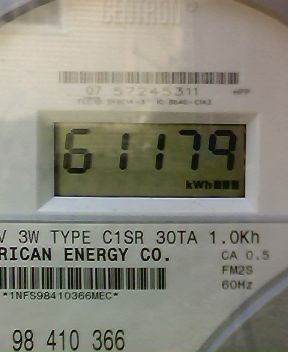 CENTRON
07 57245311
61179
kWh
V 3W TYPE C1SR 30TA 1.0Kh
RICAN ENERGY CO. CA 0.5
FM2S
60Hz
*1NFS98410366MEC*
98 410 366